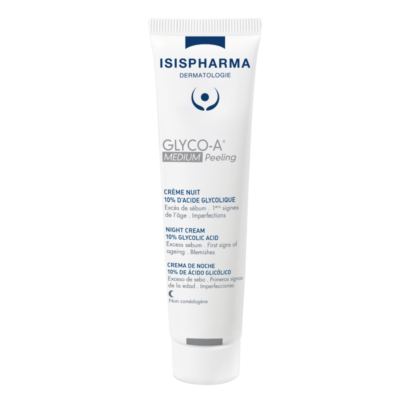 ISISPHARMA
DERMATOLOGIE
GLYCO-A®
MEDIUM Peeling
CRÈME NUIT
10% D'ACIDE GLYCOLIQUE
Excès de sébum . 1ers signes
de l'âge . Imperfections
NIGHT CREAM
10% GLYCOLIC ACID
Excess sebum . First signs of
ageing . Blemishes
CREMA DE NOCHE
10% DE ÁCIDO GLICÓLICO
Exceso de sebo . Primeros signos
de la edad . Imperfecciones
Non comédogène